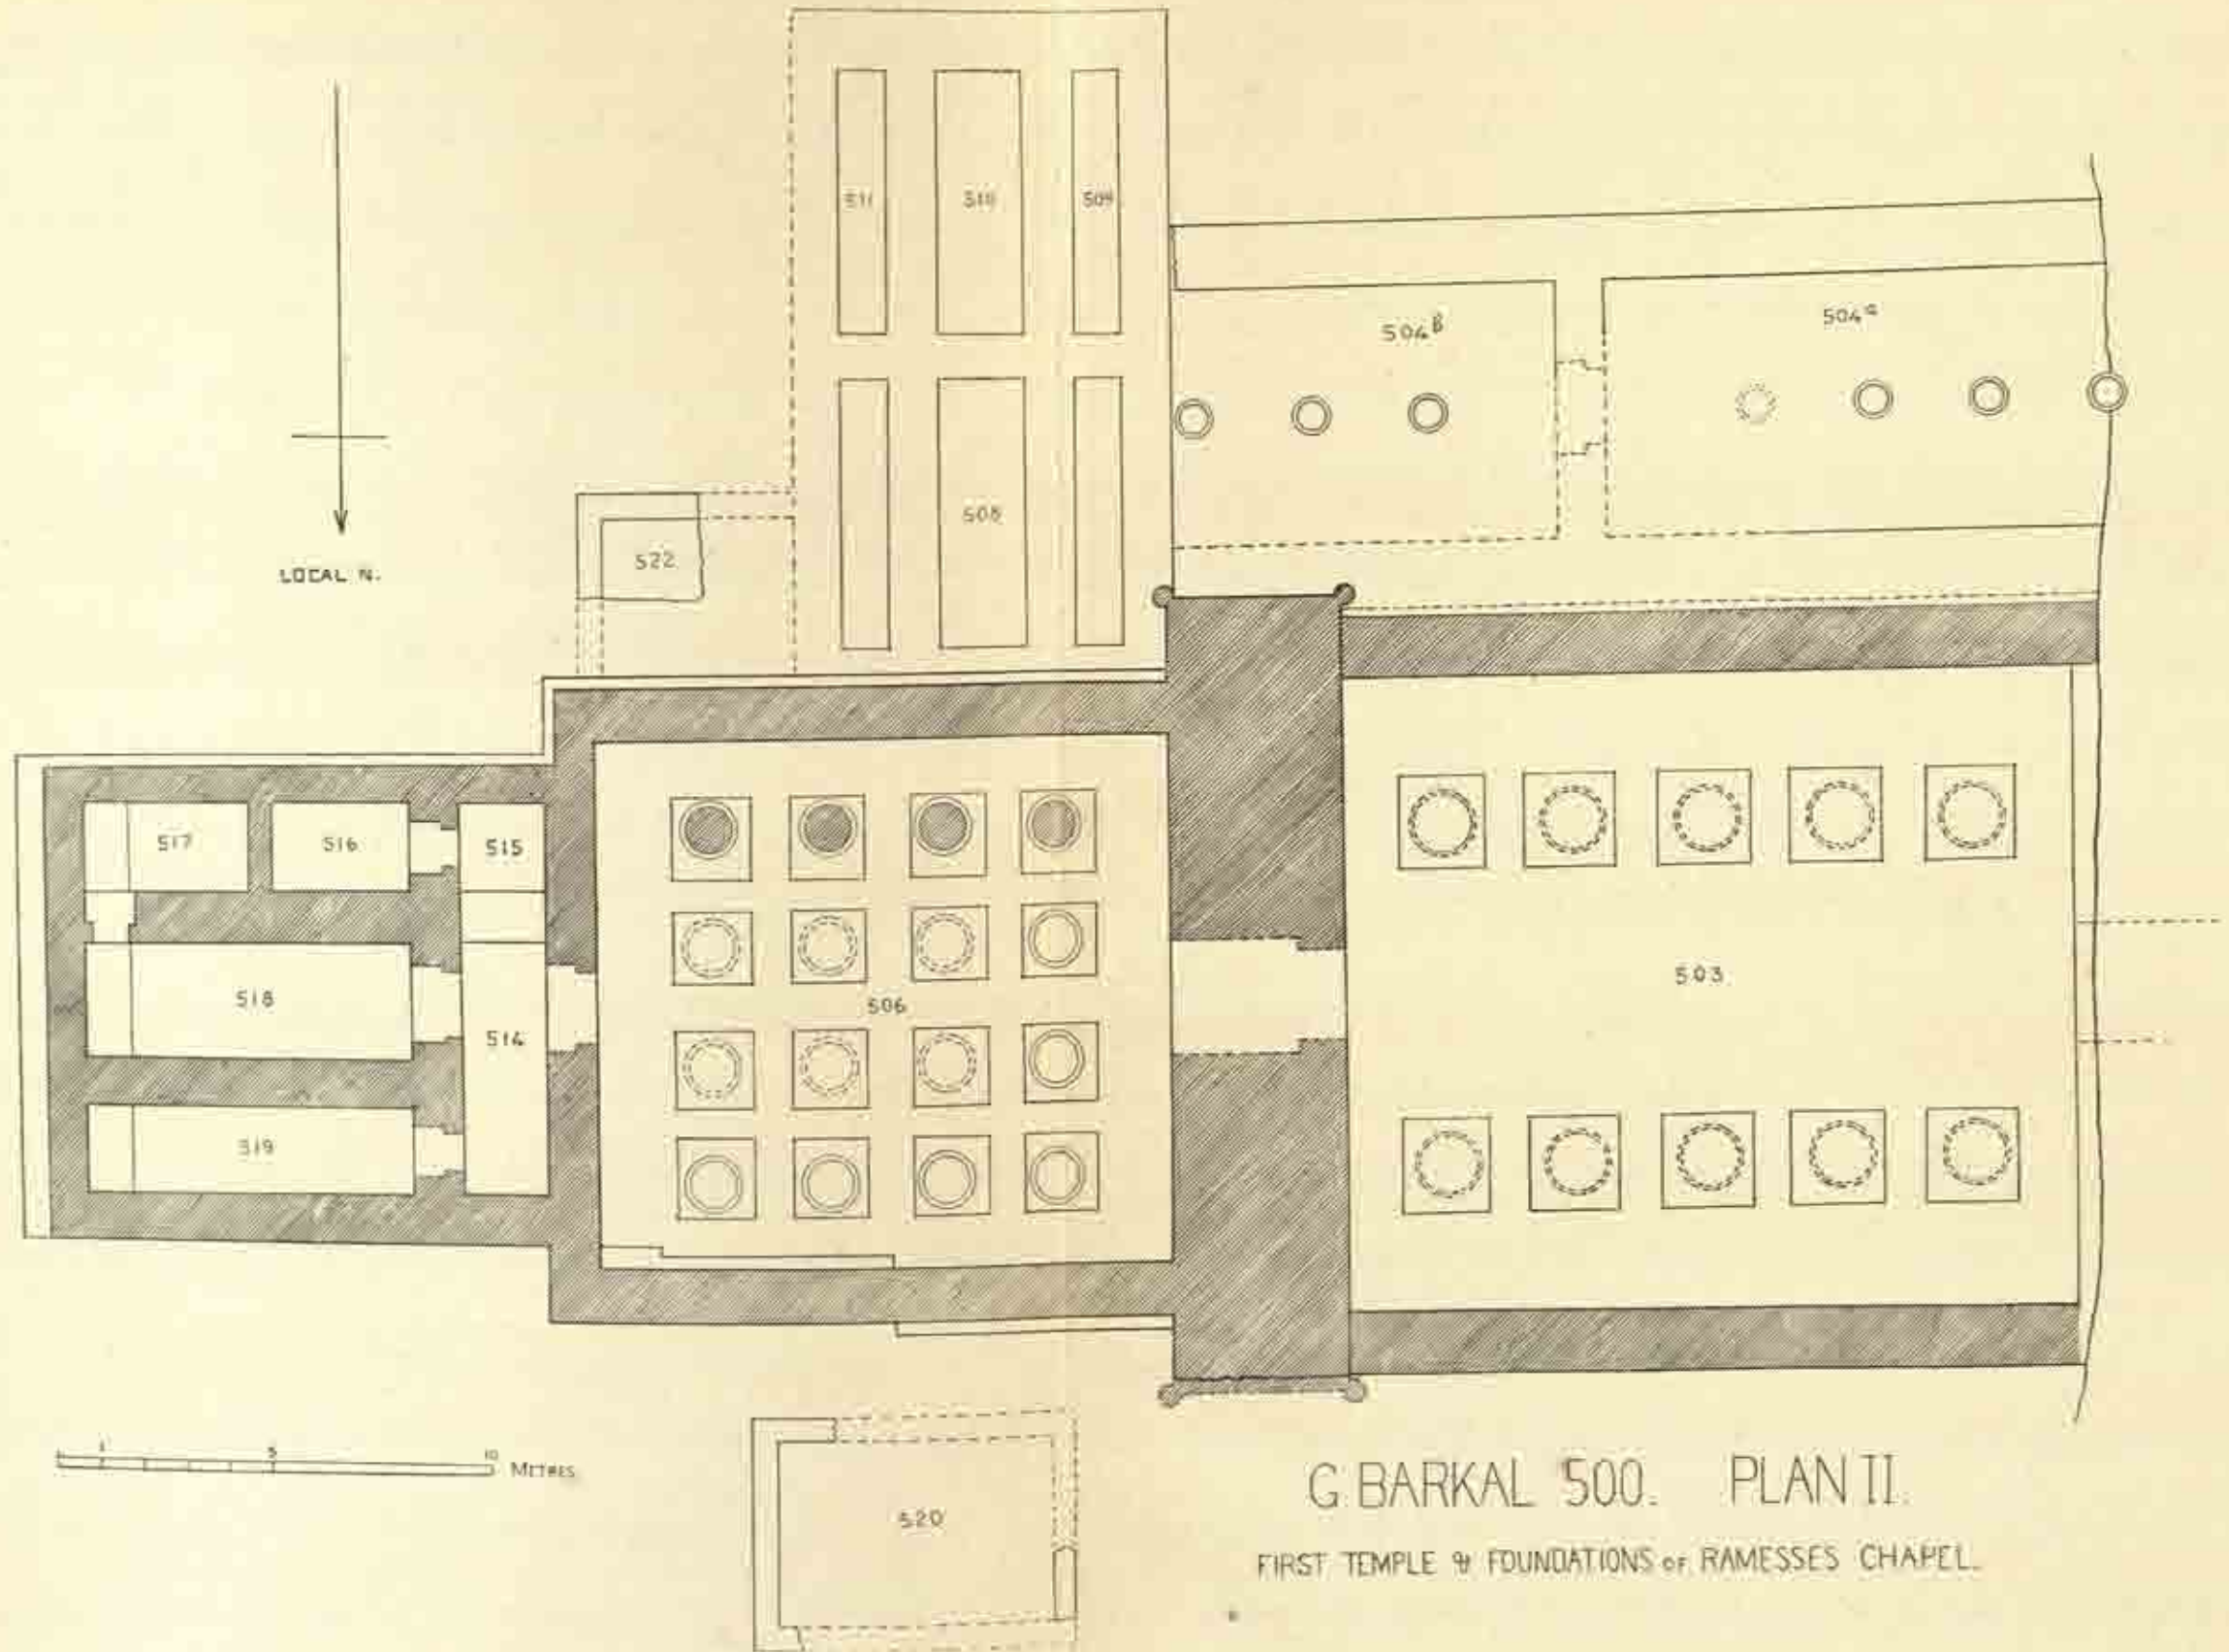 511 510 509
504B 504a
508
522
LOCAL N.
517 516 515
518 506 503
514
519
1 5 10 METRES
520
G. BARKAL 500. PLAN II.
FIRST TEMPLE & FOUNDATIONS OF RAMESSES CHAPEL.